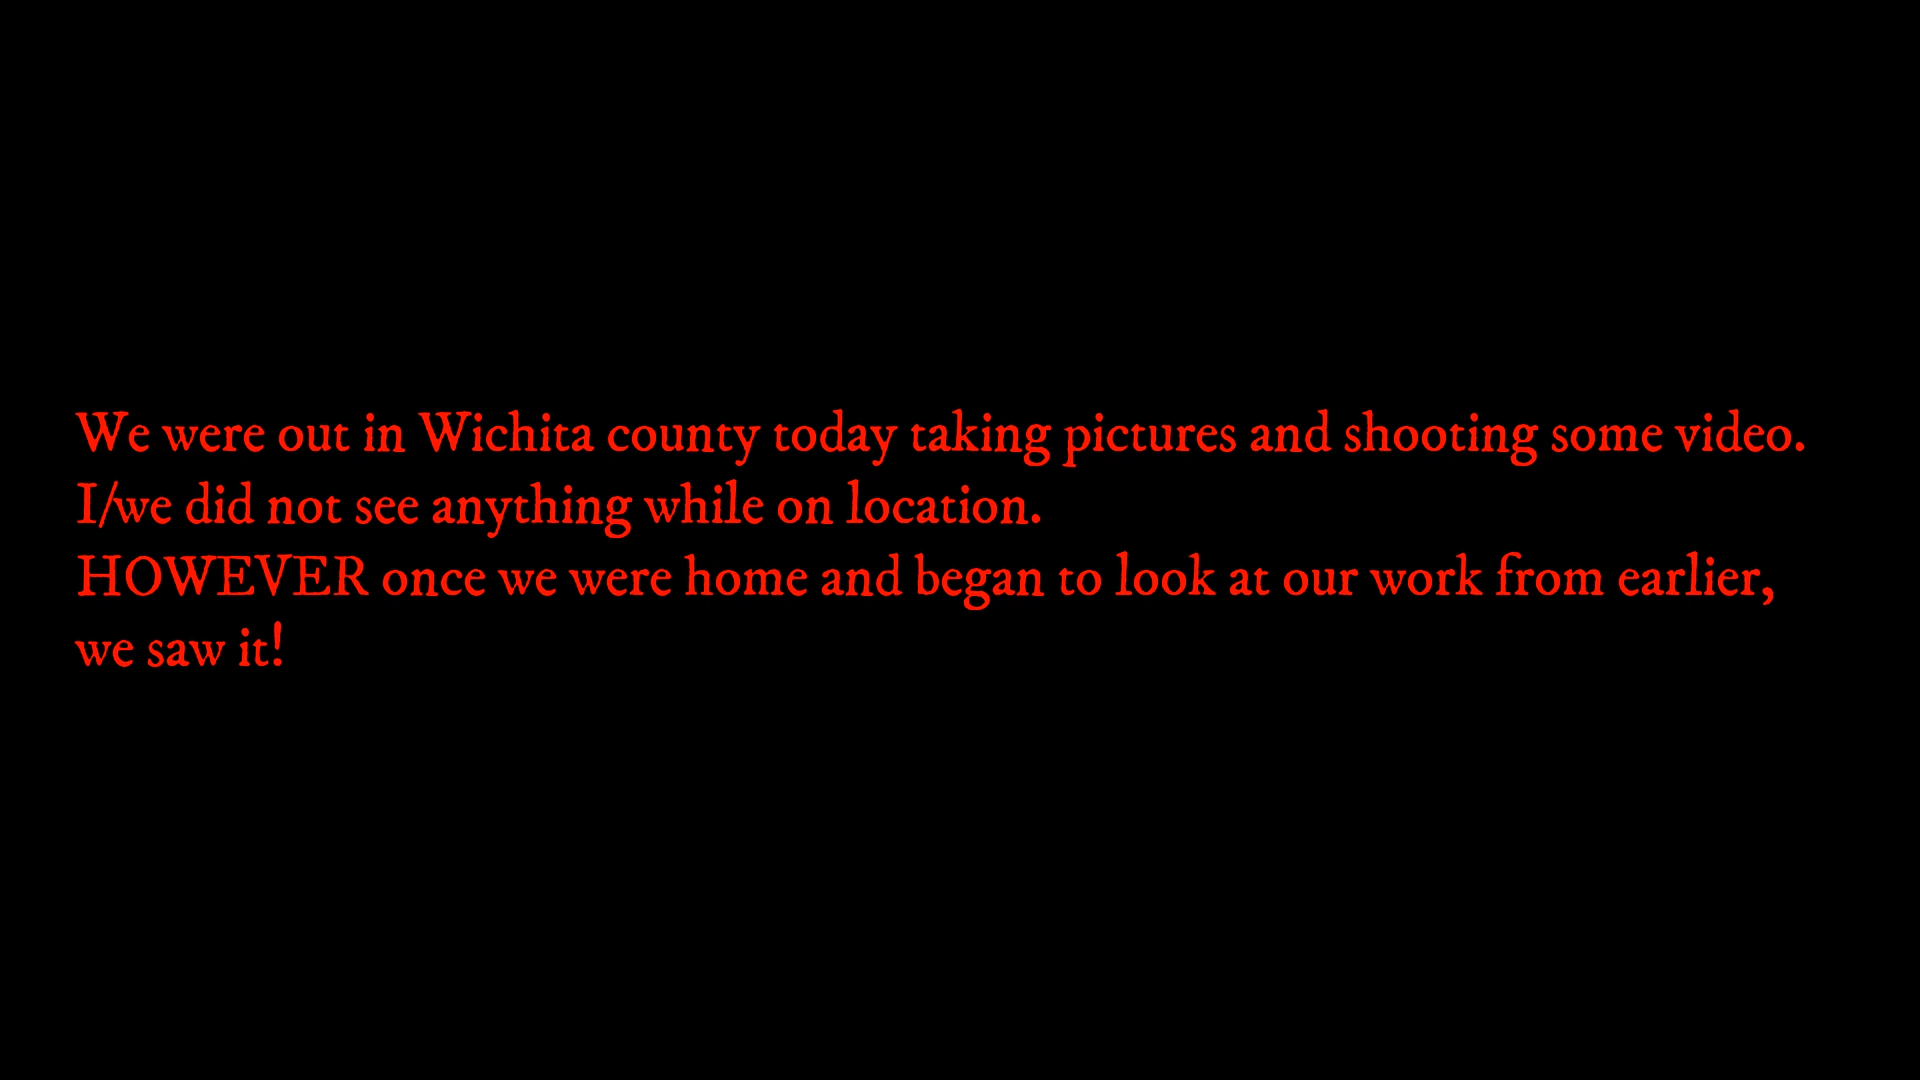 We were out in Wichita county today taking pictures and shooting some video.
I/we did not see anything while on location.
HOWEVER once we were home and began to look at our work from earlier,
we saw it!